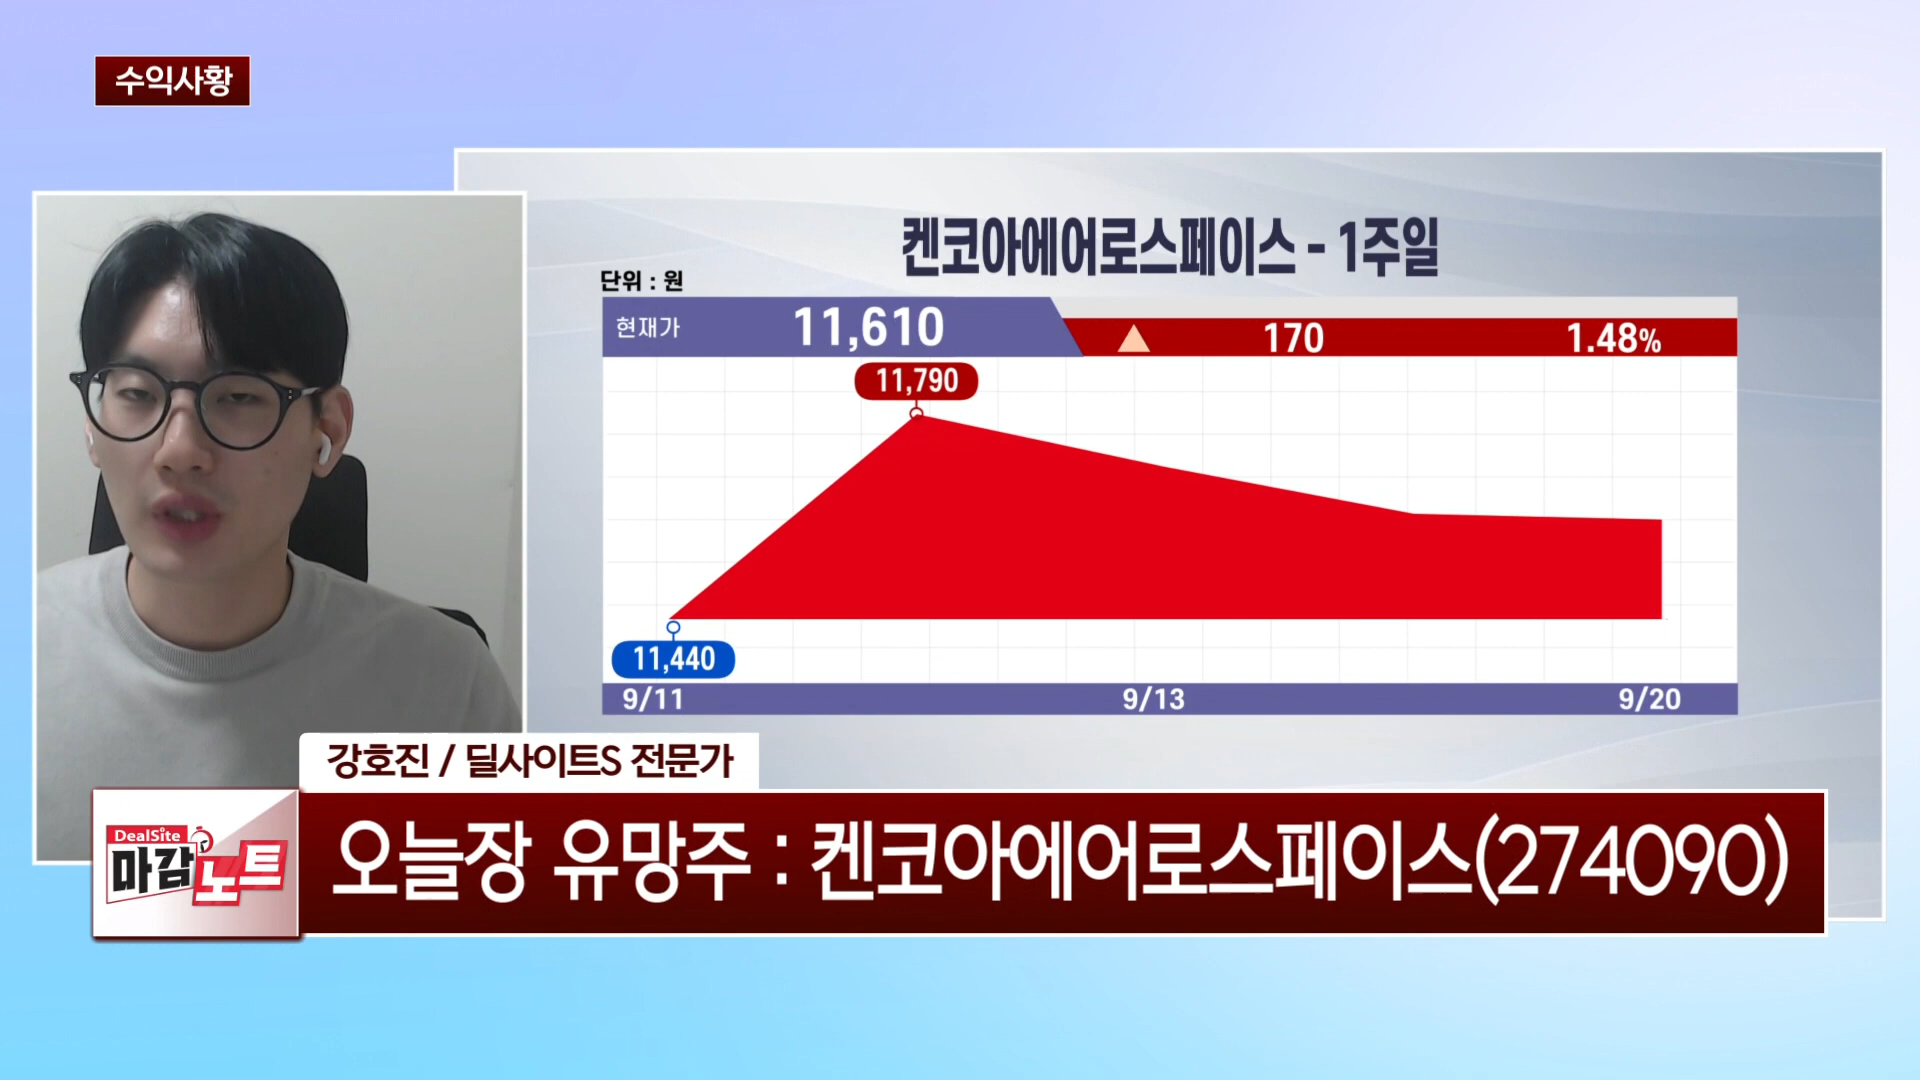 수익사황
켄코아에어로스페이스 - 1주일
단위 : 원
현재가 11,610 170 1.48%
11,790
11,440
9/11 9/13 9/20
강호진 / 딜사이트S 전문가
DealSite
마감노트
오늘장 유망주 : 켄코아에어로스페이스(274090)